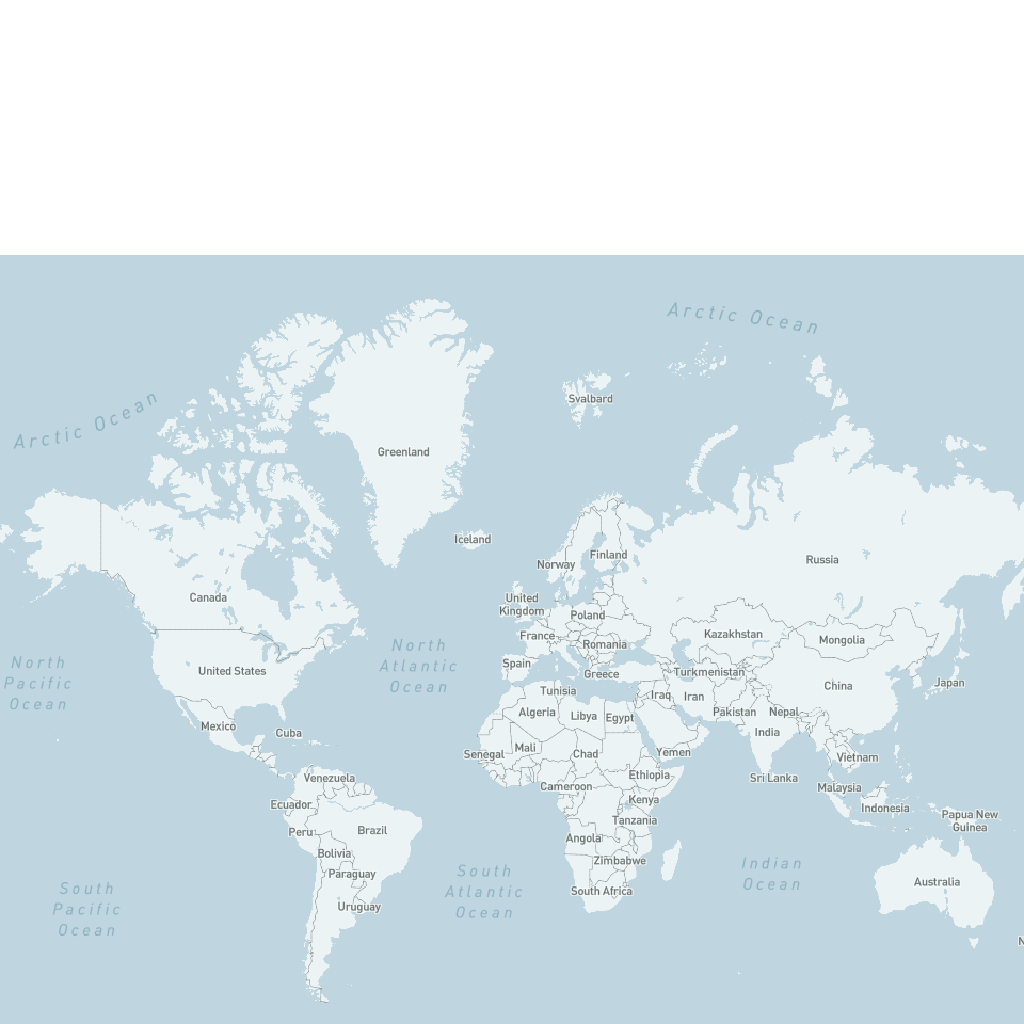 Arctic Ocean
Svalbard
Arctic Ocean
Greenland
Iceland
Finland
Norway
Russia
Canada
United
Kingdom
Poland
France
Romania
Kazakhstan
Mongolia
North
Pacific
Ocean
United States
North
Atlantic
Ocean
Spain
Greece
Turkmenistan
China
Japan
Tunisia
Iraq
Iran
Algeria
Libya
Egypt
Pakistan
Nepal
Mexico
Cuba
India
Senegal
Mali
Chad
Yemen
Vietnam
Venezuela
Ethiopia
Sri Lanka
Cameroon
Malaysia
Ecuador
Kenya
Indonesia
Papua New
Guinea
Peru
Brazil
Tanzania
Angola
Bolivia
Zimbabwe
Paraguay
South
Atlantic
Ocean
Indian
Ocean
Australia
South
Pacific
Ocean
Uruguay
South Africa